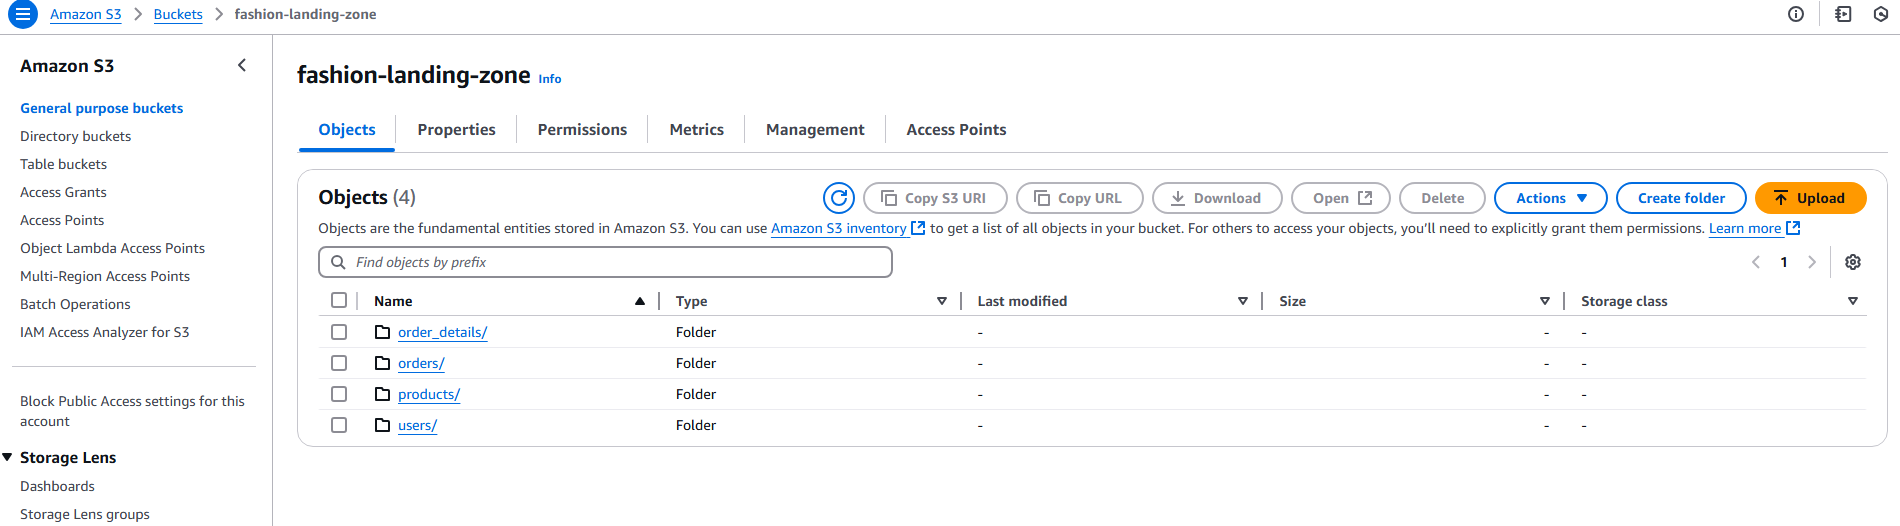 Amazon S3 > Buckets > fashion-landing-zone
Amazon S3
General purpose buckets
Directory buckets
Table buckets
Access Grants
Access Points
Object Lambda Access Points
Multi-Region Access Points
Batch Operations
IAM Access Analyzer for S3
Block Public Access settings for this
account
Storage Lens
Dashboards
Storage Lens groups
fashion-landing-zone Info
Objects Properties Permissions Metrics Management Access Points
Objects (4) Copy S3 URI Copy URL Download Open Delete Actions Create folder Upload
Objects are the fundamental entities stored in Amazon S3. You can use Amazon S3 inventory to get a list of all objects in your bucket. For others to access your objects, you'll need to explicitly grant them permissions. Learn more
Find objects by prefix 1
Name Type Last modified Size Storage class
order_details/ Folder - - -
orders/ Folder - - -
products/ Folder - - -
users/ Folder - - -